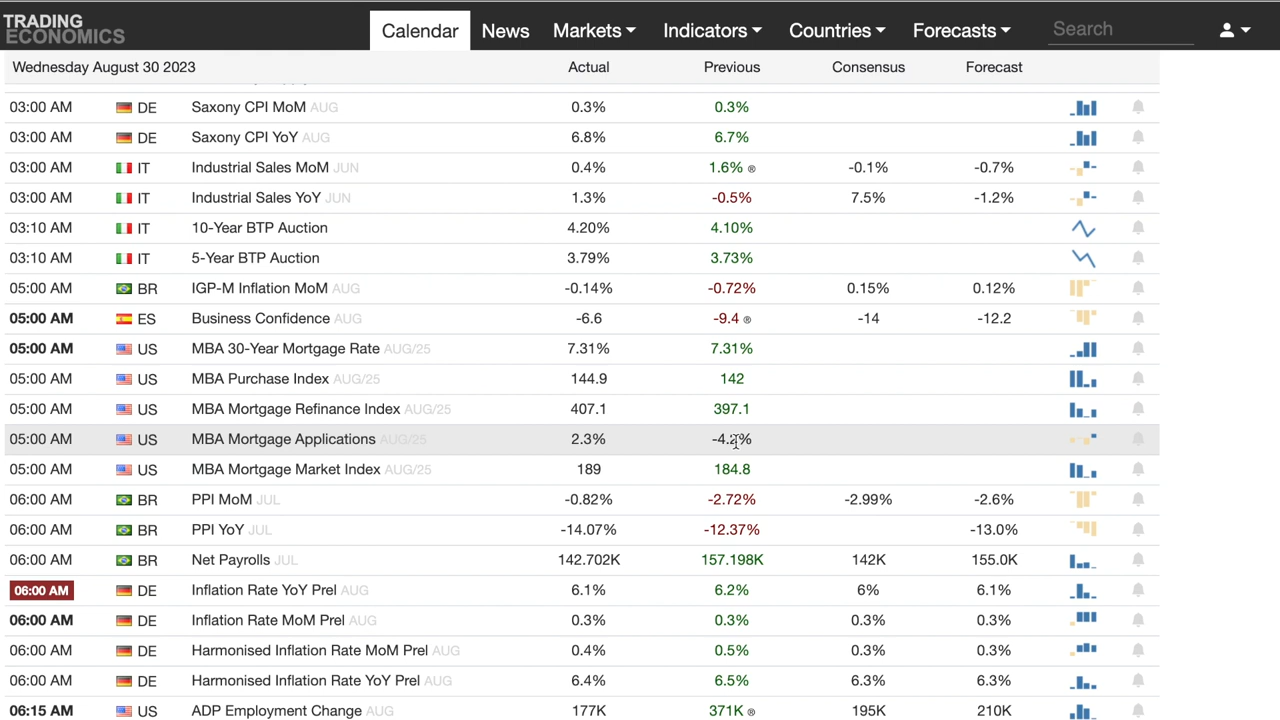 TRADING
ECONOMICS
Calendar News Markets Indicators Countries Forecasts Search
Wednesday August 30 2023 Actual Previous Consensus Forecast
03:00 AM DE Saxony CPI MoM AUG 0.3% 0.3%
03:00 AM DE Saxony CPI YoY AUG 6.8% 6.7%
03:00 AM IT Industrial Sales MoM JUN 0.4% 1.6% ® -0.1% -0.7%
03:00 AM IT Industrial Sales YoY JUN 1.3% -0.5% 7.5% -1.2%
03:10 AM IT 10-Year BTP Auction 4.20% 4.10%
03:10 AM IT 5-Year BTP Auction 3.79% 3.73%
05:00 AM BR IGP-M Inflation MoM AUG -0.14% -0.72% 0.15% 0.12%
05:00 AM ES Business Confidence AUG -6.6 -9.4 ® -14 -12.2
05:00 AM US MBA 30-Year Mortgage Rate AUG/25 7.31% 7.31%
05:00 AM US MBA Purchase Index AUG/25 144.9 142
05:00 AM US MBA Mortgage Refinance Index AUG/25 407.1 397.1
05:00 AM US MBA Mortgage Applications AUG/25 2.3% -4.2%
05:00 AM US MBA Mortgage Market Index AUG/25 189 184.8
06:00 AM BR PPI MoM JUL -0.82% -2.72% -2.99% -2.6%
06:00 AM BR PPI YoY JUL -14.07% -12.37% -13.0%
06:00 AM BR Net Payrolls JUL 142.702K 157.198K 142K 155.0K
06:00 AM DE Inflation Rate YoY Prel AUG 6.1% 6.2% 6% 6.1%
06:00 AM DE Inflation Rate MoM Prel AUG 0.3% 0.3% 0.3% 0.3%
06:00 AM DE Harmonised Inflation Rate MoM Prel AUG 0.4% 0.5% 0.3% 0.3%
06:00 AM DE Harmonised Inflation Rate YoY Prel AUG 6.4% 6.5% 6.3% 6.3%
06:15 AM US ADP Employment Change AUG 177K 371K ® 195K 210K